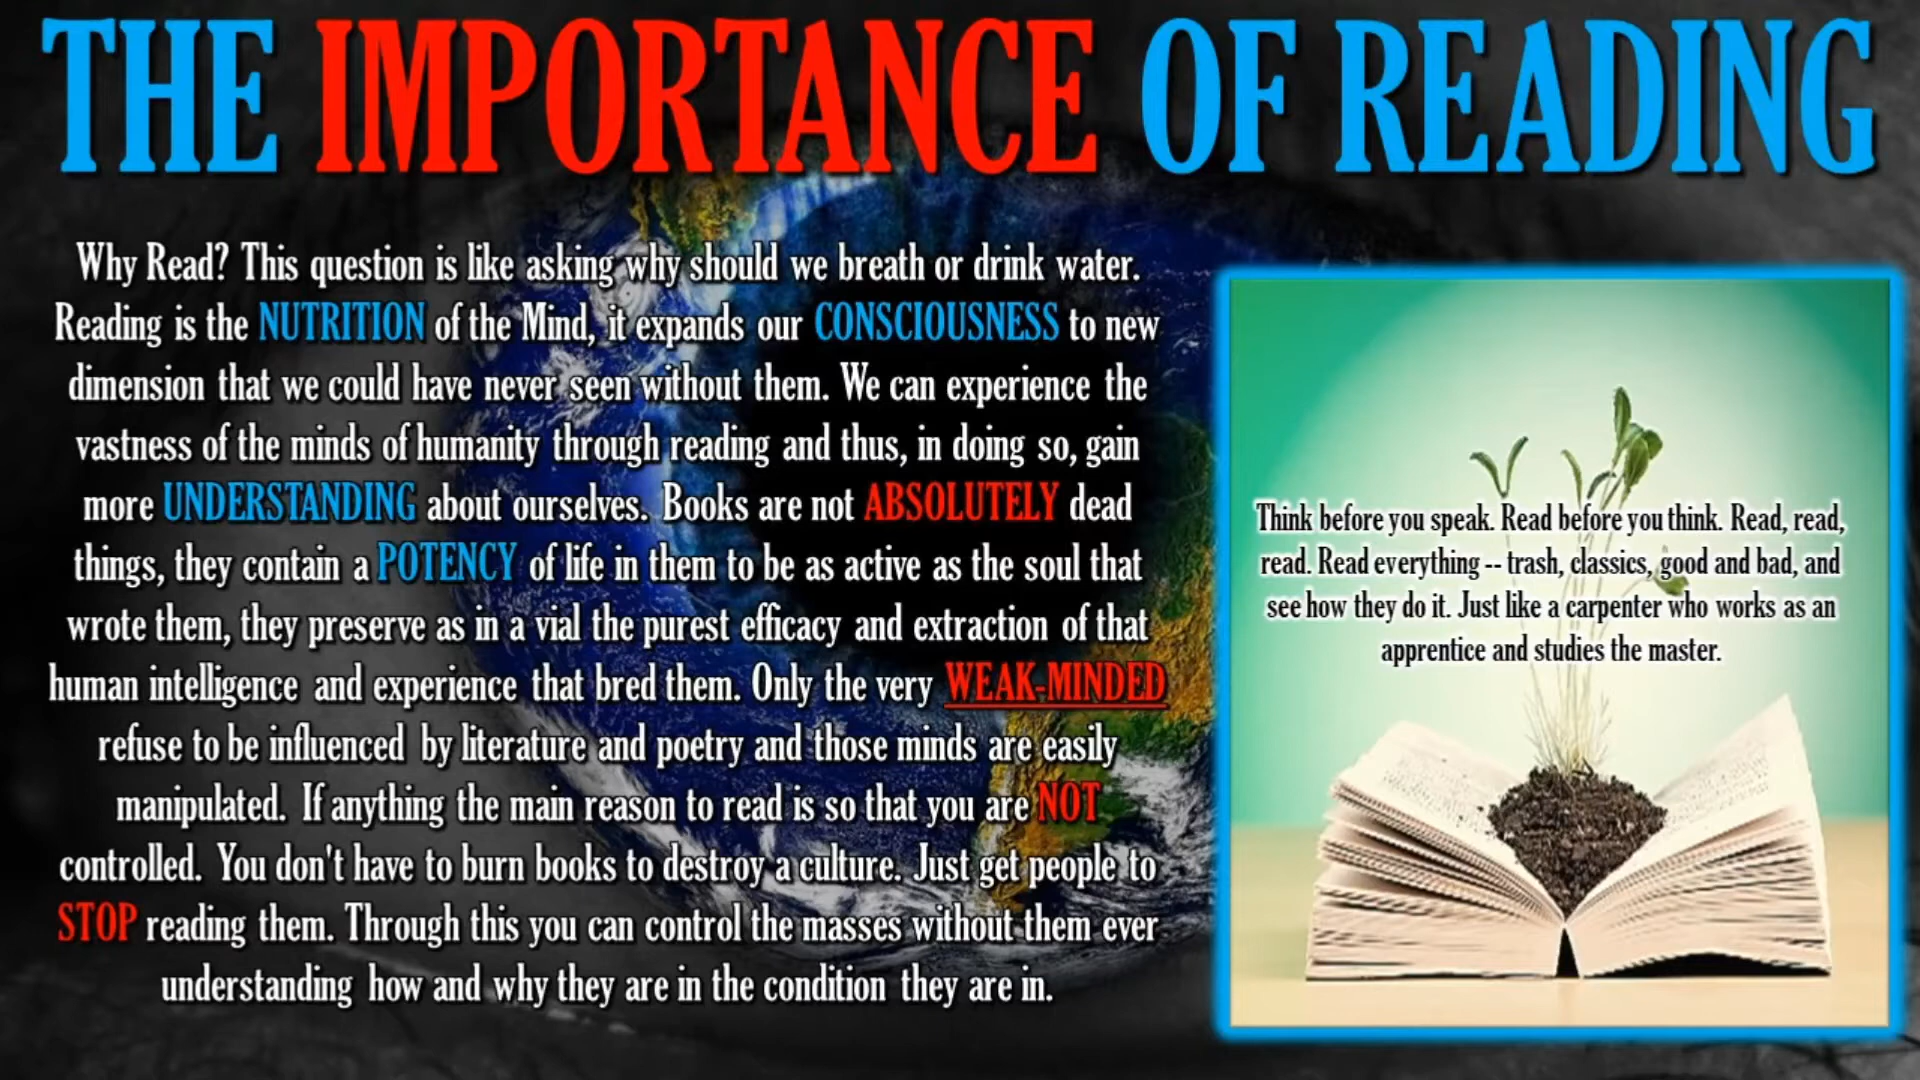 THE IMPORTANCE OF READING
Why Read? This question is like asking why should we breath or drink water.
Reading is the NUTRITION of the Mind, it expands our CONSCIOUSNESS to new
dimension that we could have never seen without them. We can experience the
vastness of the minds of humanity through reading and thus, in doing so, gain
more UNDERSTANDING about ourselves. Books are not ABSOLUTELY dead
things, they contain a POTENCY of life in them to be as active as the soul that
wrote them, they preserve as in a vial the purest efficacy and extraction of that
human intelligence and experience that bred them. Only the very WEAK-MINDED
refuse to be influenced by literature and poetry and those minds are easily
manipulated. If anything the main reason to read is so that you are NOT
controlled. You don't have to burn books to destroy a culture. Just get people to
STOP reading them. Through this you can control the masses without them ever
understanding how and why they are in the condition they are in.
Think before you speak. Read before you think. Read, read,
read. Read everything -- trash, classics, good and bad, and
see how they do it. Just like a carpenter who works as an
apprentice and studies the master.